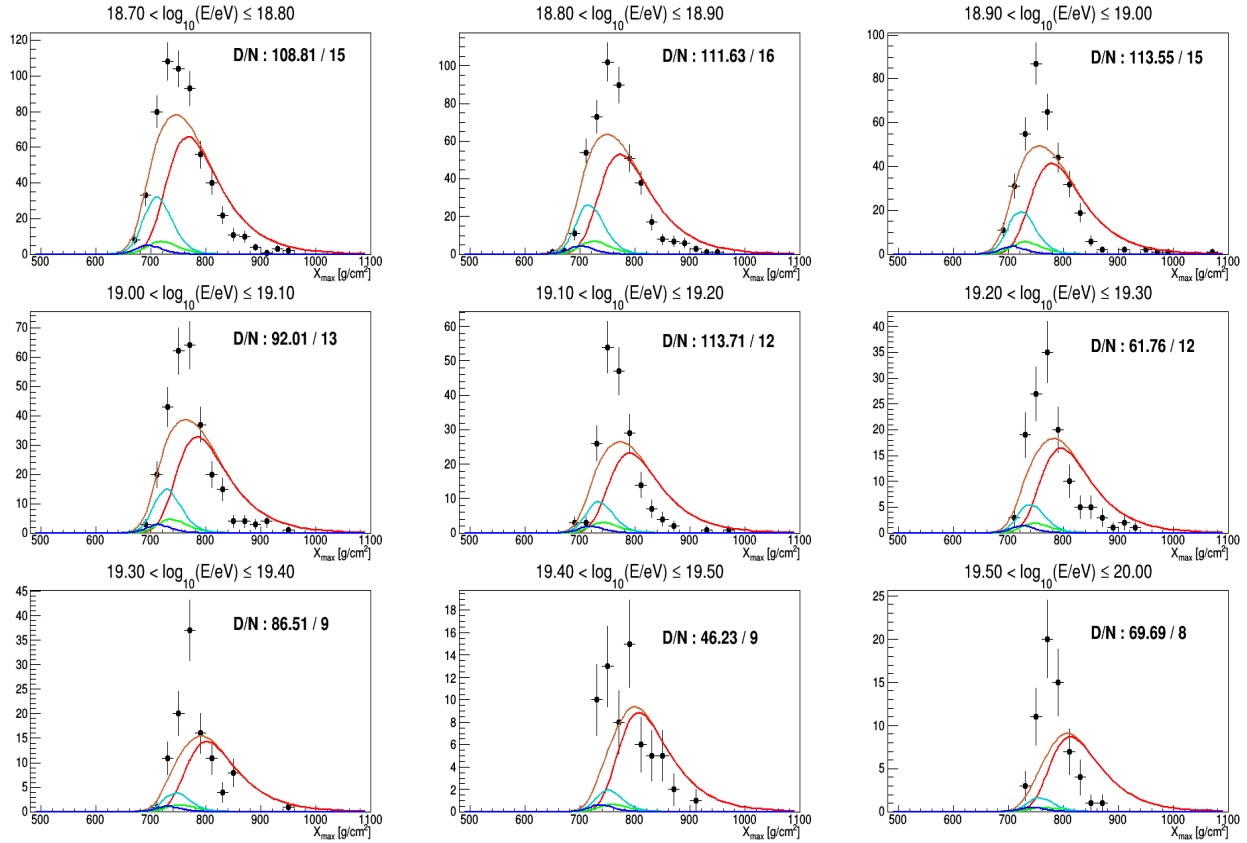 18.70 < log10(E/eV) ≤ 18.80
D/N : 108.81 / 15
120
100
80
60
40
20
0
500 600 700 800 900 1000 1100
Xmax [g/cm²]
18.80 < log10(E/eV) ≤ 18.90
D/N : 111.63 / 16
100
80
60
40
20
0
500 600 700 800 900 1000 1100
Xmax [g/cm²]
18.90 < log10(E/eV) ≤ 19.00
D/N : 113.55 / 15
100
80
60
40
20
0
500 600 700 800 900 1000 1100
Xmax [g/cm²]
19.00 < log10(E/eV) ≤ 19.10
D/N : 92.01 / 13
70
60
50
40
30
20
10
0
500 600 700 800 900 1000 1100
Xmax [g/cm²]
19.10 < log10(E/eV) ≤ 19.20
D/N : 113.71 / 12
60
50
40
30
20
10
0
500 600 700 800 900 1000 1100
Xmax [g/cm²]
19.20 < log10(E/eV) ≤ 19.30
D/N : 61.76 / 12
40
35
30
25
20
15
10
5
0
500 600 700 800 900 1000 1100
Xmax [g/cm²]
19.30 < log10(E/eV) ≤ 19.40
D/N : 86.51 / 9
45
40
35
30
25
20
15
10
5
0
500 600 700 800 900 1000 1100
Xmax [g/cm²]
19.40 < log10(E/eV) ≤ 19.50
D/N : 46.23 / 9
18
16
14
12
10
8
6
4
2
0
500 600 700 800 900 1000 1100
Xmax [g/cm²]
19.50 < log10(E/eV) ≤ 20.00
D/N : 69.69 / 8
25
20
15
10
5
0
500 600 700 800 900 1000 1100
Xmax [g/cm²]